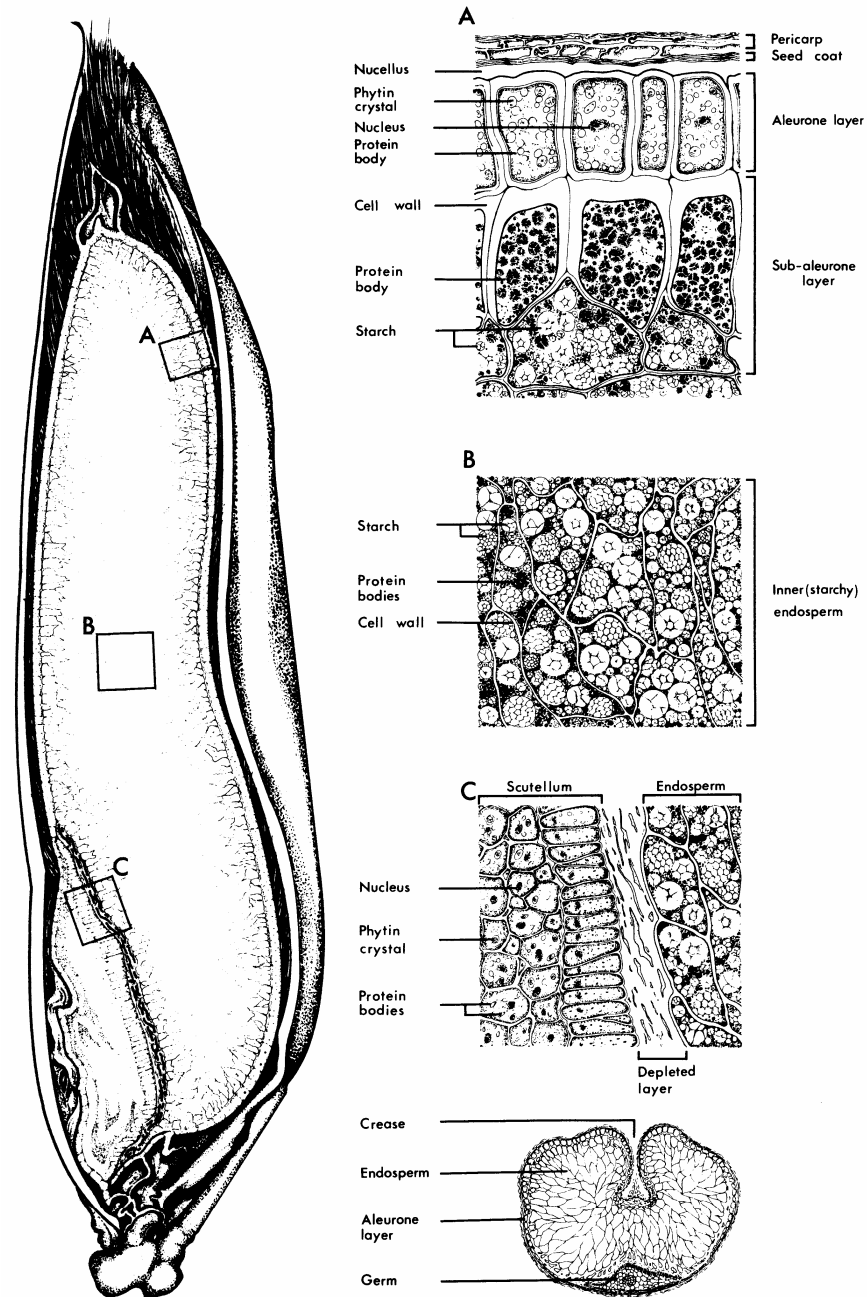 A
Pericarp
Seed coat
Nucellus
Phytin
crystal
Nucleus
Protein
body
Aleurone layer
Cell wall
Protein
body
Sub-aleurone
layer
Starch
A
B
Starch
Protein
bodies
Cell wall
Inner (starchy)
endosperm
B
C
Scutellum
Endosperm
Nucleus
Phytin
crystal
Protein
bodies
Depleted
layer
C
Crease
Endosperm
Aleurone
layer
Germ